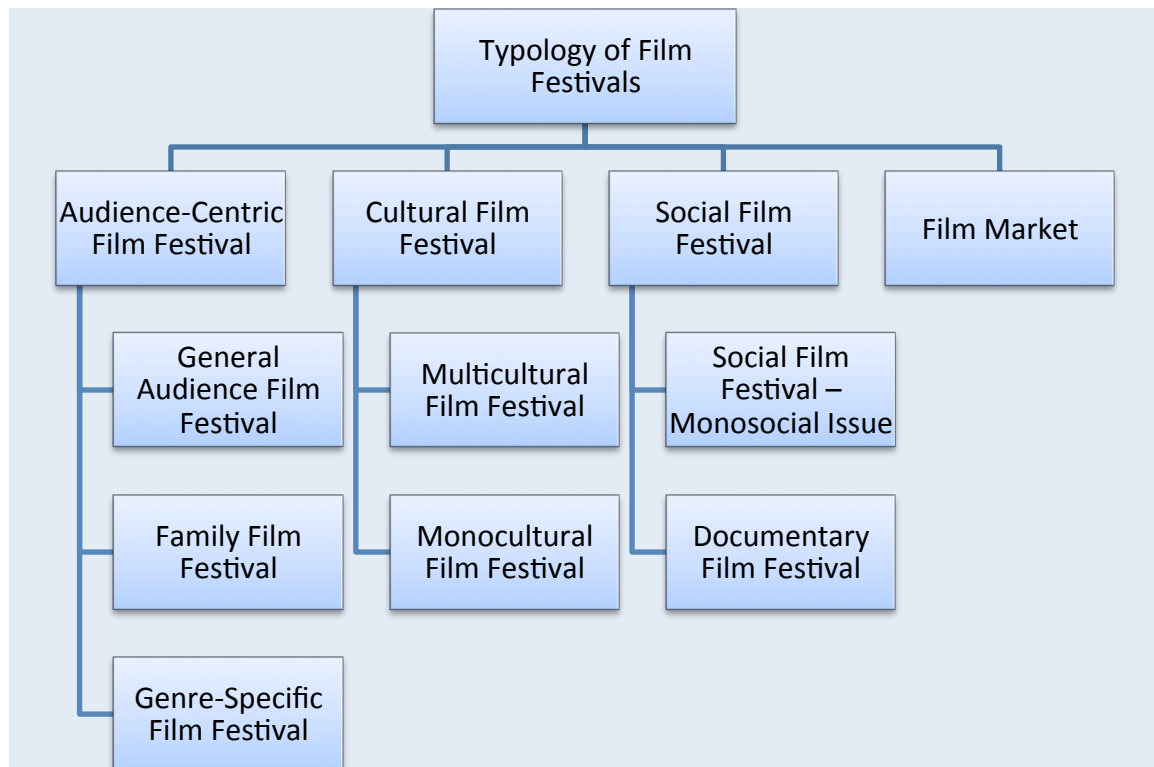 Typology of Film
Festivals
Audience-Centric
Film Festival
Cultural Film
Festival
Social Film
Festival
Film Market
General
Audience Film
Festival
Multicultural
Film Festival
Social Film
Festival –
Monosocial Issue
Family Film
Festival
Monocultural
Film Festival
Documentary
Film Festival
Genre-Specific
Film Festival